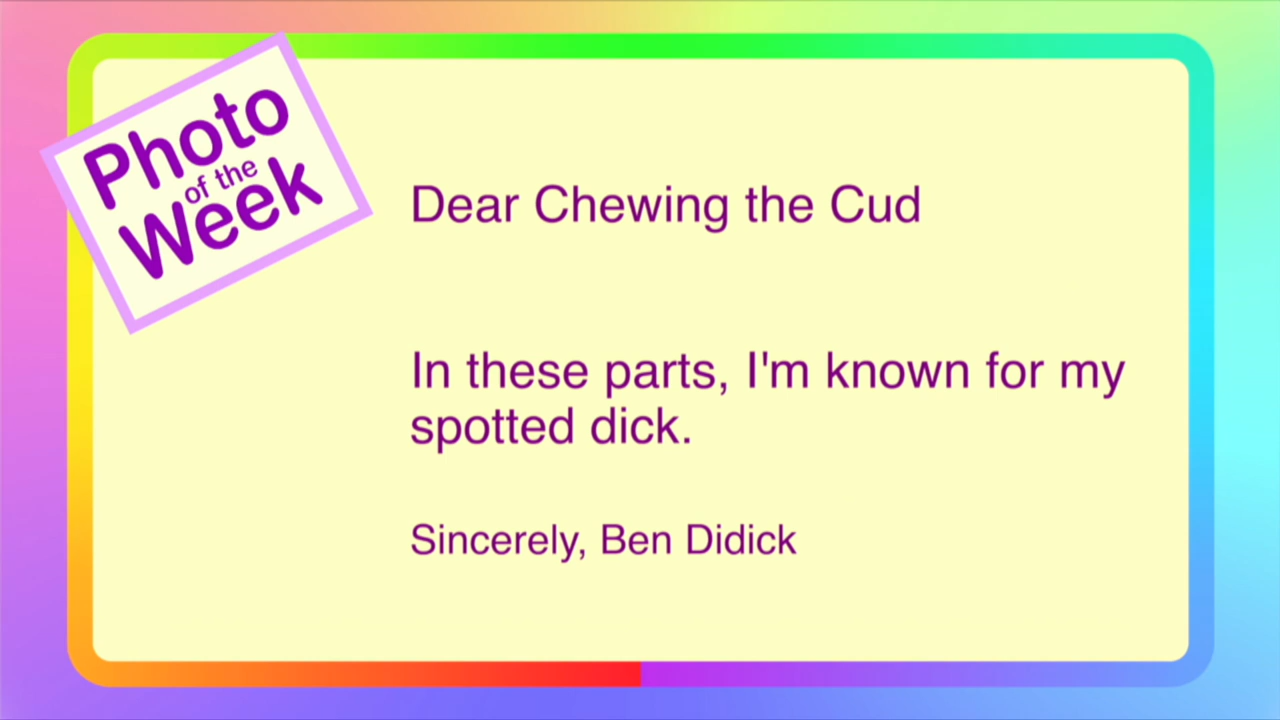 Photo
of the
Week
Dear Chewing the Cud
In these parts, I'm known for my
spotted dick.
Sincerely, Ben Didick